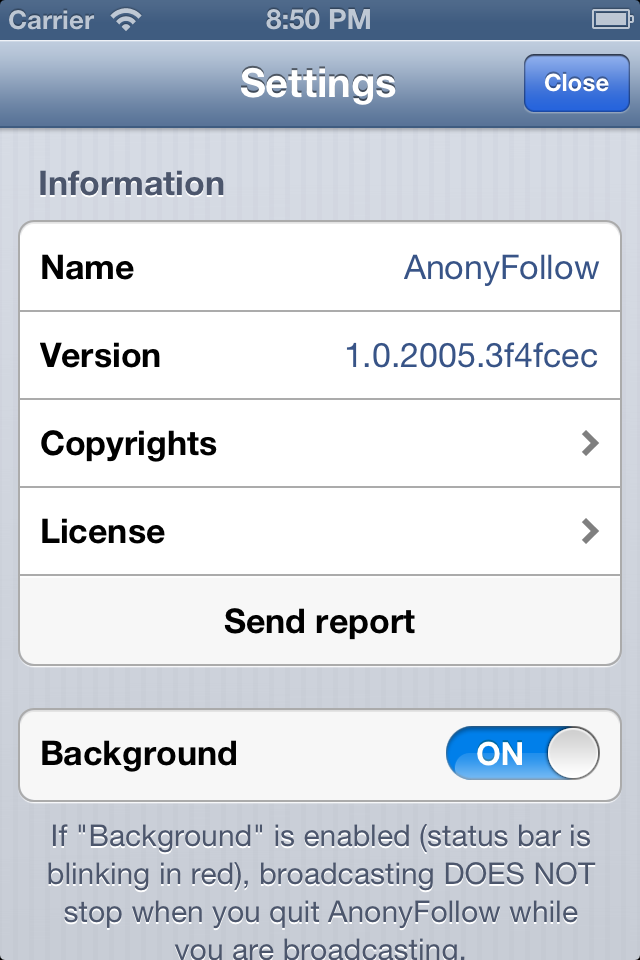 Carrier 8:50 PM
Settings Close
Information
Name AnonyFollow
Version 1.0.2005.3f4fcec
Copyrights
License
Send report
Background ON
If "Background" is enabled (status bar is
blinking in red), broadcasting DOES NOT
stop when you quit AnonyFollow while
you are broadcasting.